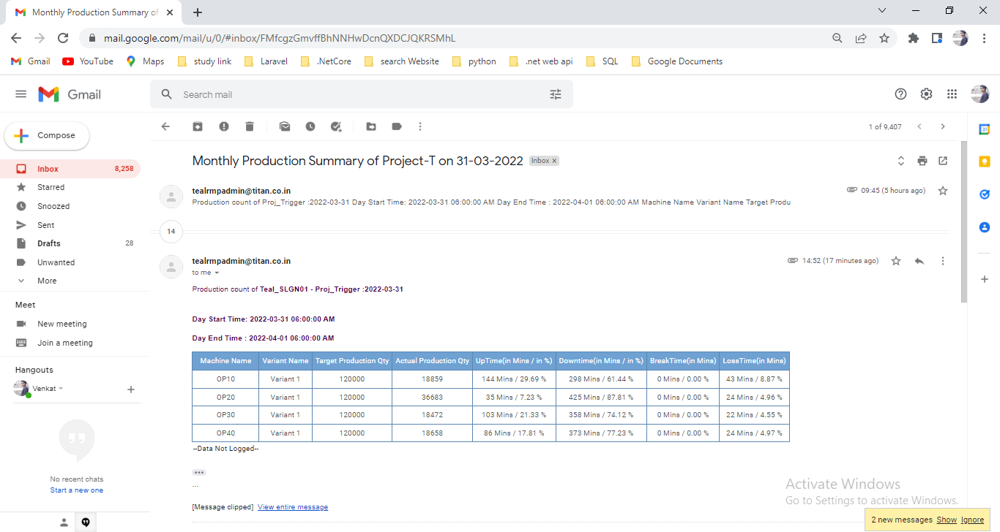 Monthly Production Summary of
mail.google.com/mail/u/0/#inbox/FMfcgzGmvffBhNNHwDcnQXDCJQKRSMhL
Gmail YouTube Maps study link Laravel .NetCore search Website python .net web api SQL Google Documents
Gmail
Search mail
Compose
1 of 9,407
Inbox 8,258
Starred
Snoozed
Sent
Drafts 28
Unwanted
More
Meet
New meeting
Join a meeting
Hangouts
Venkat
No recent chats
Start a new one
Monthly Production Summary of Project-T on 31-03-2022 Inbox x
tealrmpadmin@titan.co.in 09:45 (5 hours ago)
Production count of Proj_Trigger :2022-03-31 Day Start Time: 2022-03-31 06:00:00 AM Day End Time : 2022-04-01 06:00:00 AM Machine Name Variant Name Target Produ
14
tealrmpadmin@titan.co.in 14:52 (17 minutes ago)
to me
Production count of Teal_SLGN01 - Proj_Trigger :2022-03-31
Day Start Time: 2022-03-31 06:00:00 AM
Day End Time : 2022-04-01 06:00:00 AM
Machine Name Variant Name Target Production Qty Actual Production Qty UpTime(in Mins / in %) Downtime(in Mins / in %) BreakTime(in Mins) LossTime(in Mins)
OP10 Variant 1 120000 18859 144 Mins / 29.69 % 298 Mins / 61.44 % 0 Mins / 0.00 % 43 Mins / 8.87 %
OP20 Variant 1 120000 36683 35 Mins / 7.23 % 425 Mins / 87.81 % 0 Mins / 0.00 % 24 Mins / 4.96 %
OP30 Variant 1 120000 18472 103 Mins / 21.33 % 358 Mins / 74.12 % 0 Mins / 0.00 % 22 Mins / 4.55 %
OP40 Variant 1 120000 18658 86 Mins / 17.81 % 373 Mins / 77.23 % 0 Mins / 0.00 % 24 Mins / 4.97 %
--Data Not Logged--
...
[Message clipped] View entire message
Activate Windows
Go to Settings to activate Windows.
2 new messages Show Ignore
31